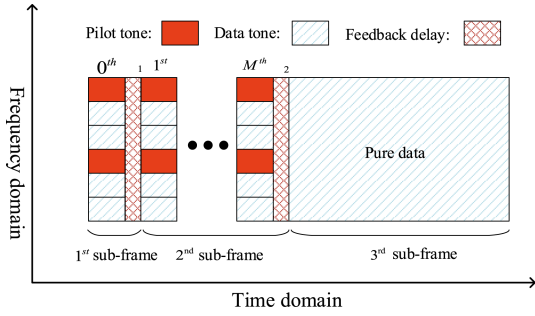 Pilot tone: Data tone: Feedback delay:
0th 1 1st Mth 2
Pure data
1st sub-frame 2nd sub-frame 3rd sub-frame
Time domain
Frequency domain